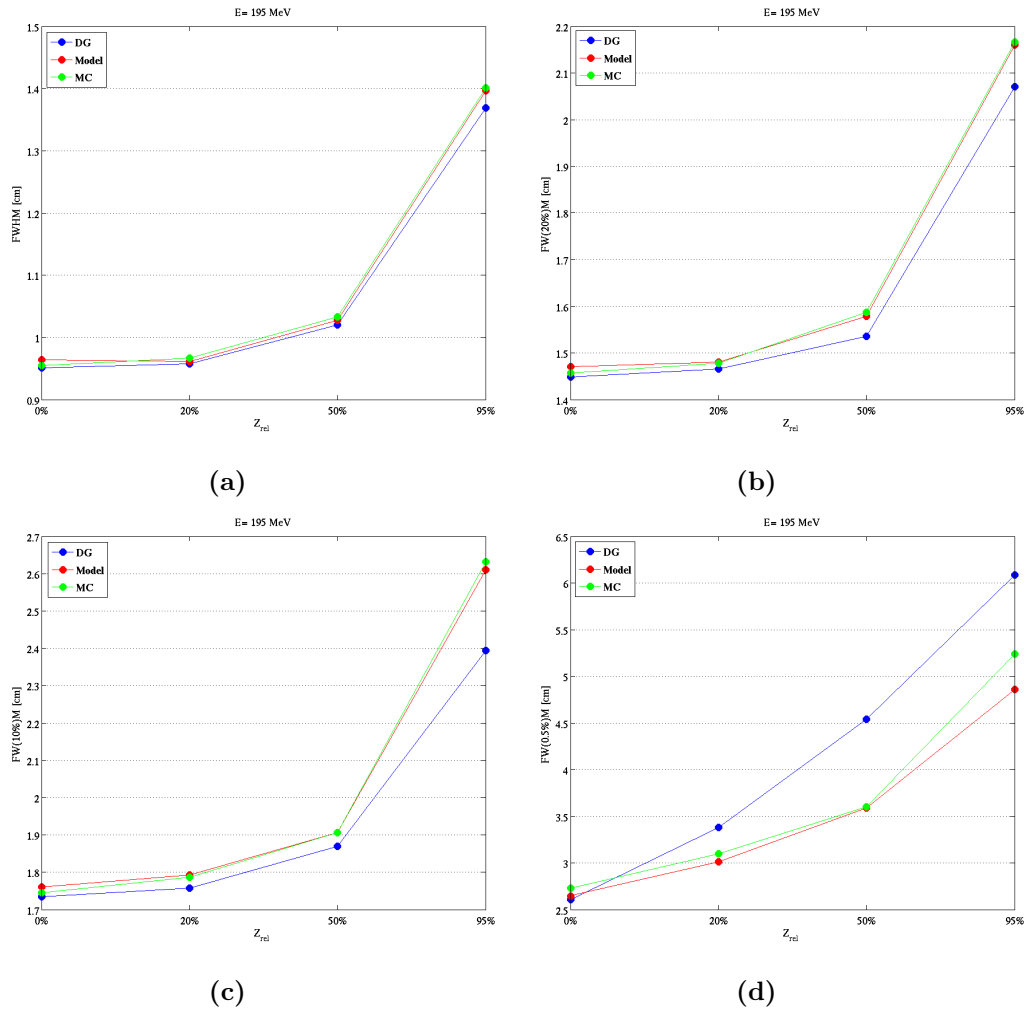 E= 195 MeV
1.5
1.4
1.3
1.2
1.1
1
0.9
FWHM [cm]
DG
Model
MC
0%
20%
50%
95%
Z_rel
(a)
E= 195 MeV
2.2
2.1
2
1.9
1.8
1.7
1.6
1.5
1.4
FW(20%)M [cm]
DG
Model
MC
0%
20%
50%
95%
Z_rel
(b)
E= 195 MeV
2.7
2.6
2.5
2.4
2.3
2.2
2.1
2
1.9
1.8
1.7
FW(10%)M [cm]
DG
Model
MC
0%
20%
50%
95%
Z_rel
(c)
E= 195 MeV
6.5
6
5.5
5
4.5
4
3.5
3
2.5
FW(0.5%)M [cm]
DG
Model
MC
0%
20%
50%
95%
Z_rel
(d)